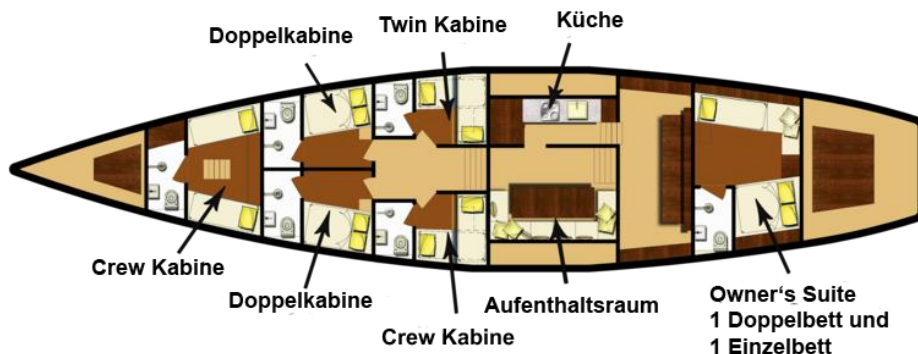 Twin Kabine
Küche
Doppelkabine
Crew Kabine
Doppelkabine
Crew Kabine
Aufenthaltsraum
Owner‘s Suite
1 Doppelbett und
1 Einzelbett